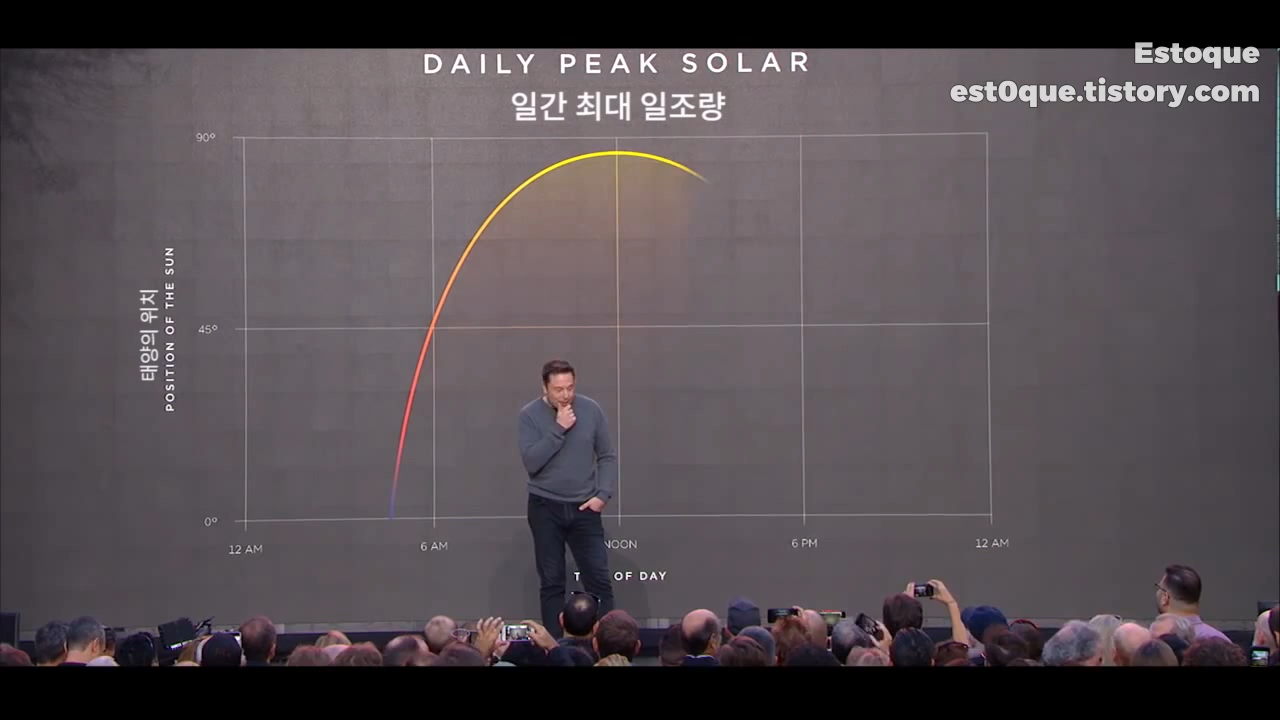 Estoque
est0que.tistory.com
DAILY PEAK SOLAR
일간 최대 일조량
90°
45°
0°
태양의 위치
POSITION OF THE SUN
12 AM
6 AM
NOON
6 PM
12 AM
OF DAY